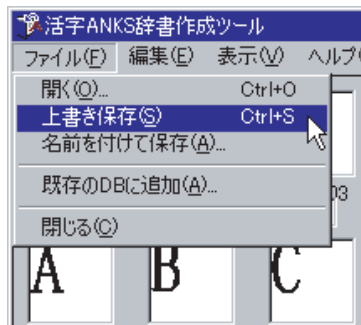 活字ANKS辞書作成ツール
ファイル(F) 編集(E) 表示(V) ヘルプ(
開く(O)... Ctrl+O
上書き保存(S) Ctrl+S
名前を付けて保存(A)...
既存のDBに追加(A)...
03
閉じる(C)
A B C